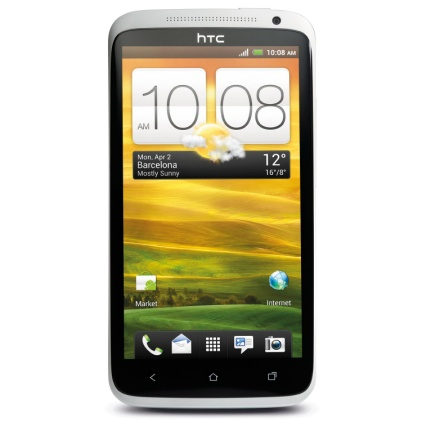 hTC
10:08 AM
AM 10 08
Mon, Apr 2
Barcelona
Mostly Sunny
12°
16°/8°
Market
Internet